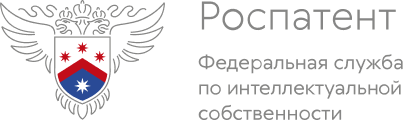 Роспатент
Федеральная служба
по интеллектуальной
собственности